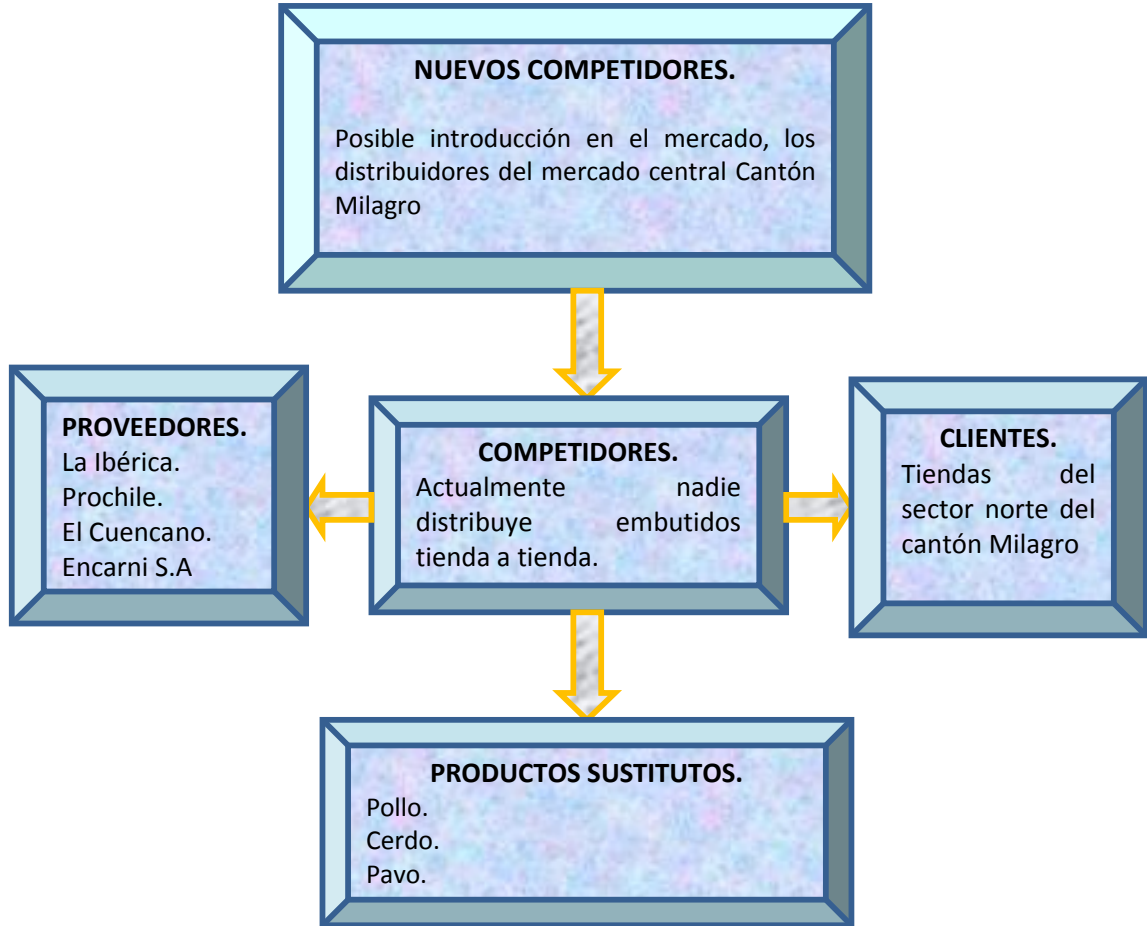 NUEVOS COMPETIDORES.
Posible introducción en el mercado, los
distribuidores del mercado central Cantón
Milagro
PROVEEDORES.
La Ibérica.
Prochile.
El Cuencano.
Encarni S.A
COMPETIDORES.
Actualmente nadie
distribuye embutidos
tienda a tienda.
CLIENTES.
Tiendas del
sector norte del
cantón Milagro
PRODUCTOS SUSTITUTOS.
Pollo.
Cerdo.
Pavo.